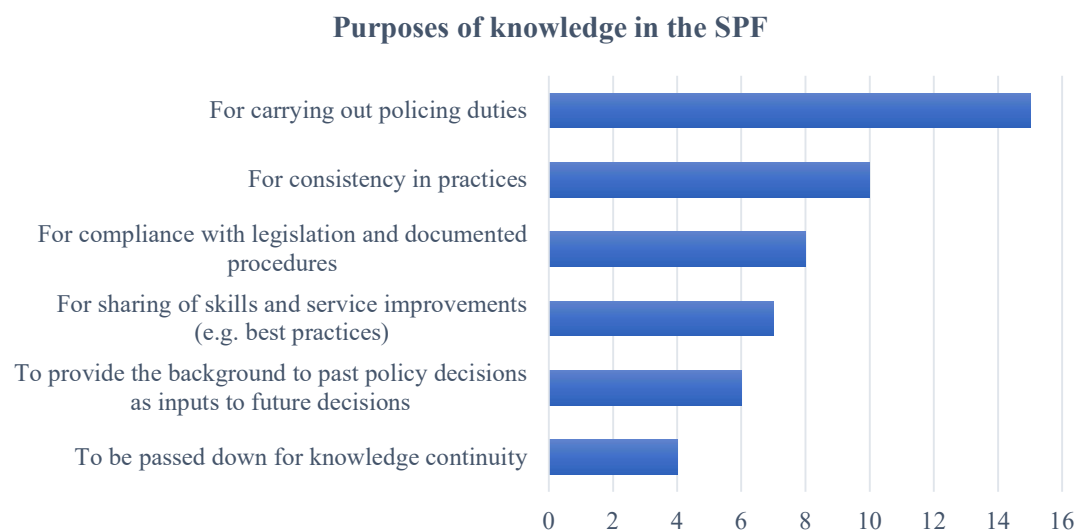 Purposes of knowledge in the SPF
For carrying out policing duties
For consistency in practices
For compliance with legislation and documented
procedures
For sharing of skills and service improvements
(e.g. best practices)
To provide the background to past policy decisions
as inputs to future decisions
To be passed down for knowledge continuity
0 2 4 6 8 10 12 14 16